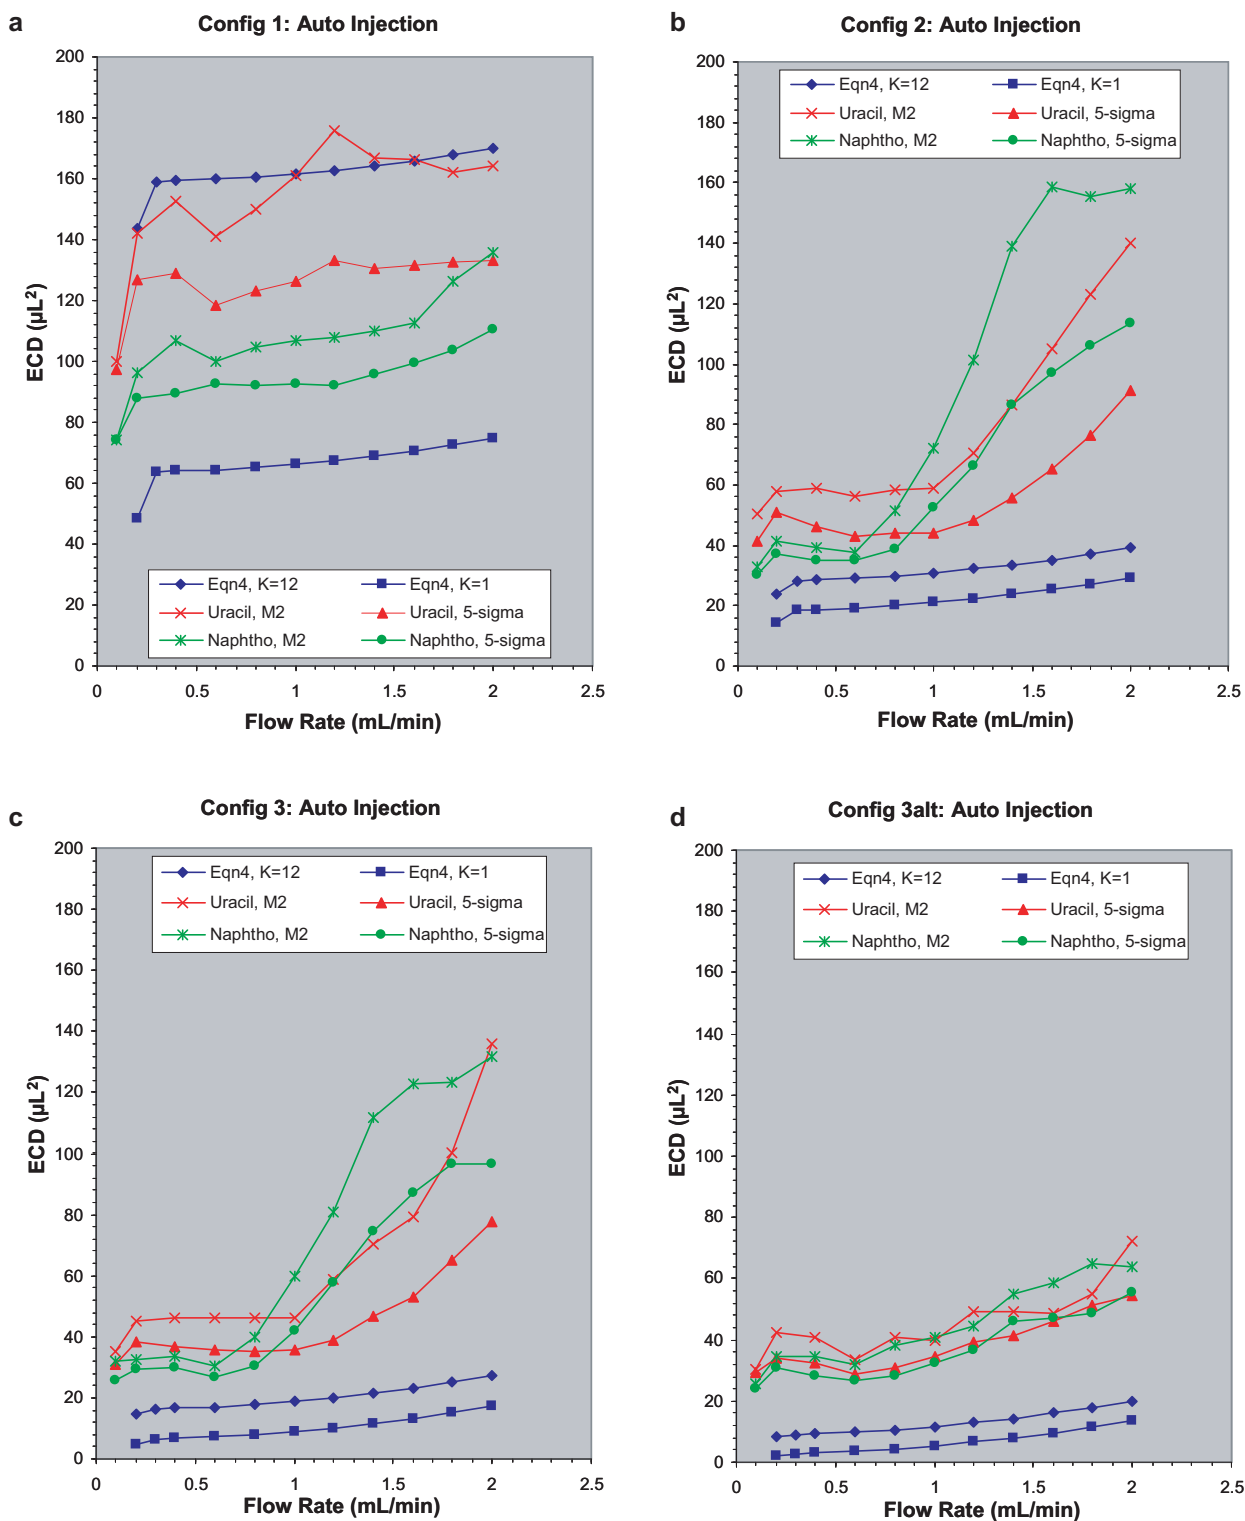 a
Config 1: Auto Injection
200
180
160
140
120
100
80
60
40
20
0
ECD (µL²)
Eqn4, K=12
Eqn4, K=1
Uracil, M2
Uracil, 5-sigma
Naphtho, M2
Naphtho, 5-sigma
0 0.5 1 1.5 2 2.5
Flow Rate (mL/min)
b
Config 2: Auto Injection
200
180
160
140
120
100
80
60
40
20
0
ECD (µL²)
Eqn4, K=12
Eqn4, K=1
Uracil, M2
Uracil, 5-sigma
Naphtho, M2
Naphtho, 5-sigma
0 0.5 1 1.5 2 2.5
Flow Rate (mL/min)
c
Config 3: Auto Injection
200
180
160
140
120
100
80
60
40
20
0
ECD (µL²)
Eqn4, K=12
Eqn4, K=1
Uracil, M2
Uracil, 5-sigma
Naphtho, M2
Naphtho, 5-sigma
0 0.5 1 1.5 2 2.5
Flow Rate (mL/min)
d
Config 3alt: Auto Injection
200
180
160
140
120
100
80
60
40
20
0
ECD (µL²)
Eqn4, K=12
Eqn4, K=1
Uracil, M2
Uracil, 5-sigma
Naphtho, M2
Naphtho, 5-sigma
0 0.5 1 1.5 2 2.5
Flow Rate (mL/min)